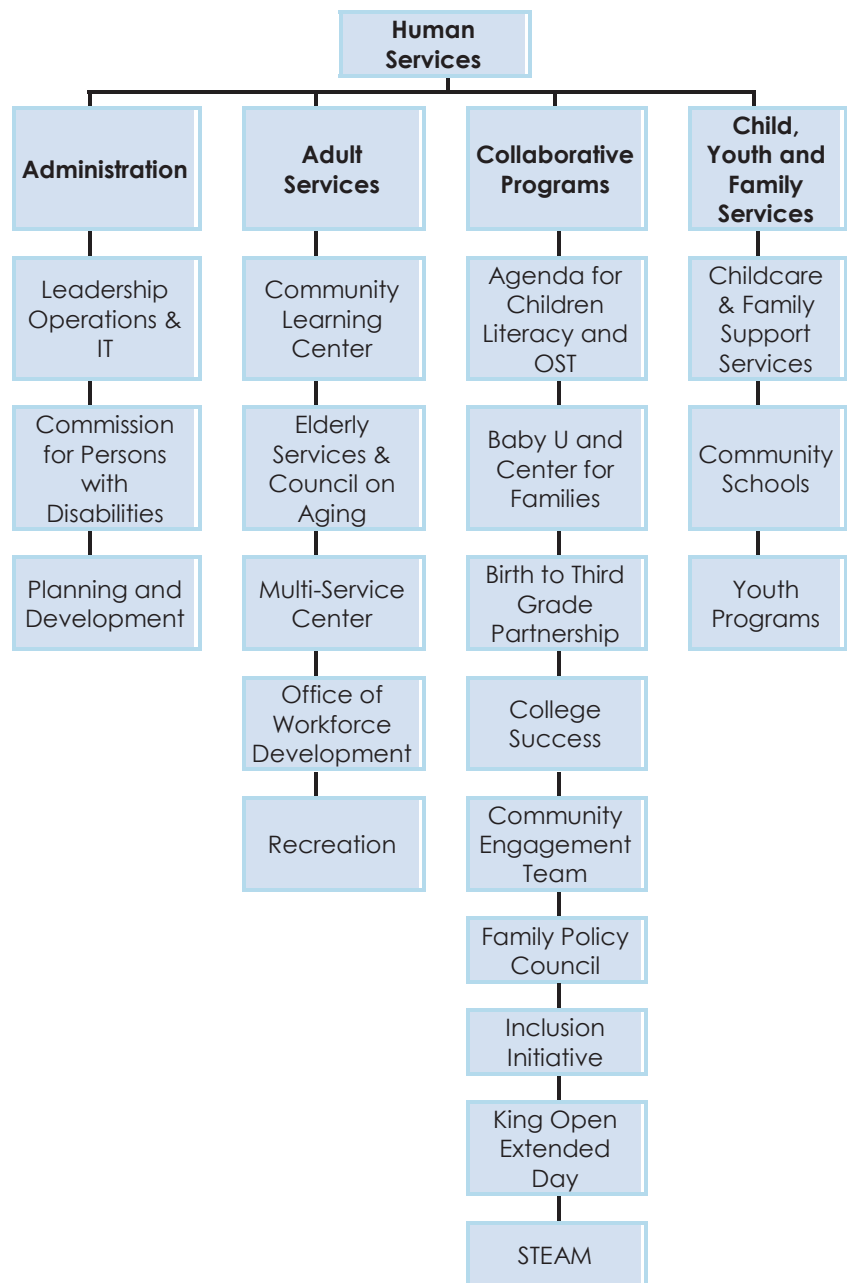 Human
Services
Administration
Adult
Services
Collaborative
Programs
Child,
Youth and
Family
Services
Leadership
Operations &
IT
Commission
for Persons
with
Disabilities
Planning and
Development
Community
Learning
Center
Elderly
Services &
Council on
Aging
Multi-Service
Center
Office of
Workforce
Development
Recreation
Agenda for
Children
Literacy and
OST
Baby U and
Center for
Families
Birth to Third
Grade
Partnership
College
Success
Community
Engagement
Team
Family Policy
Council
Inclusion
Initiative
King Open
Extended
Day
STEAM
Childcare
& Family
Support
Services
Community
Schools
Youth
Programs